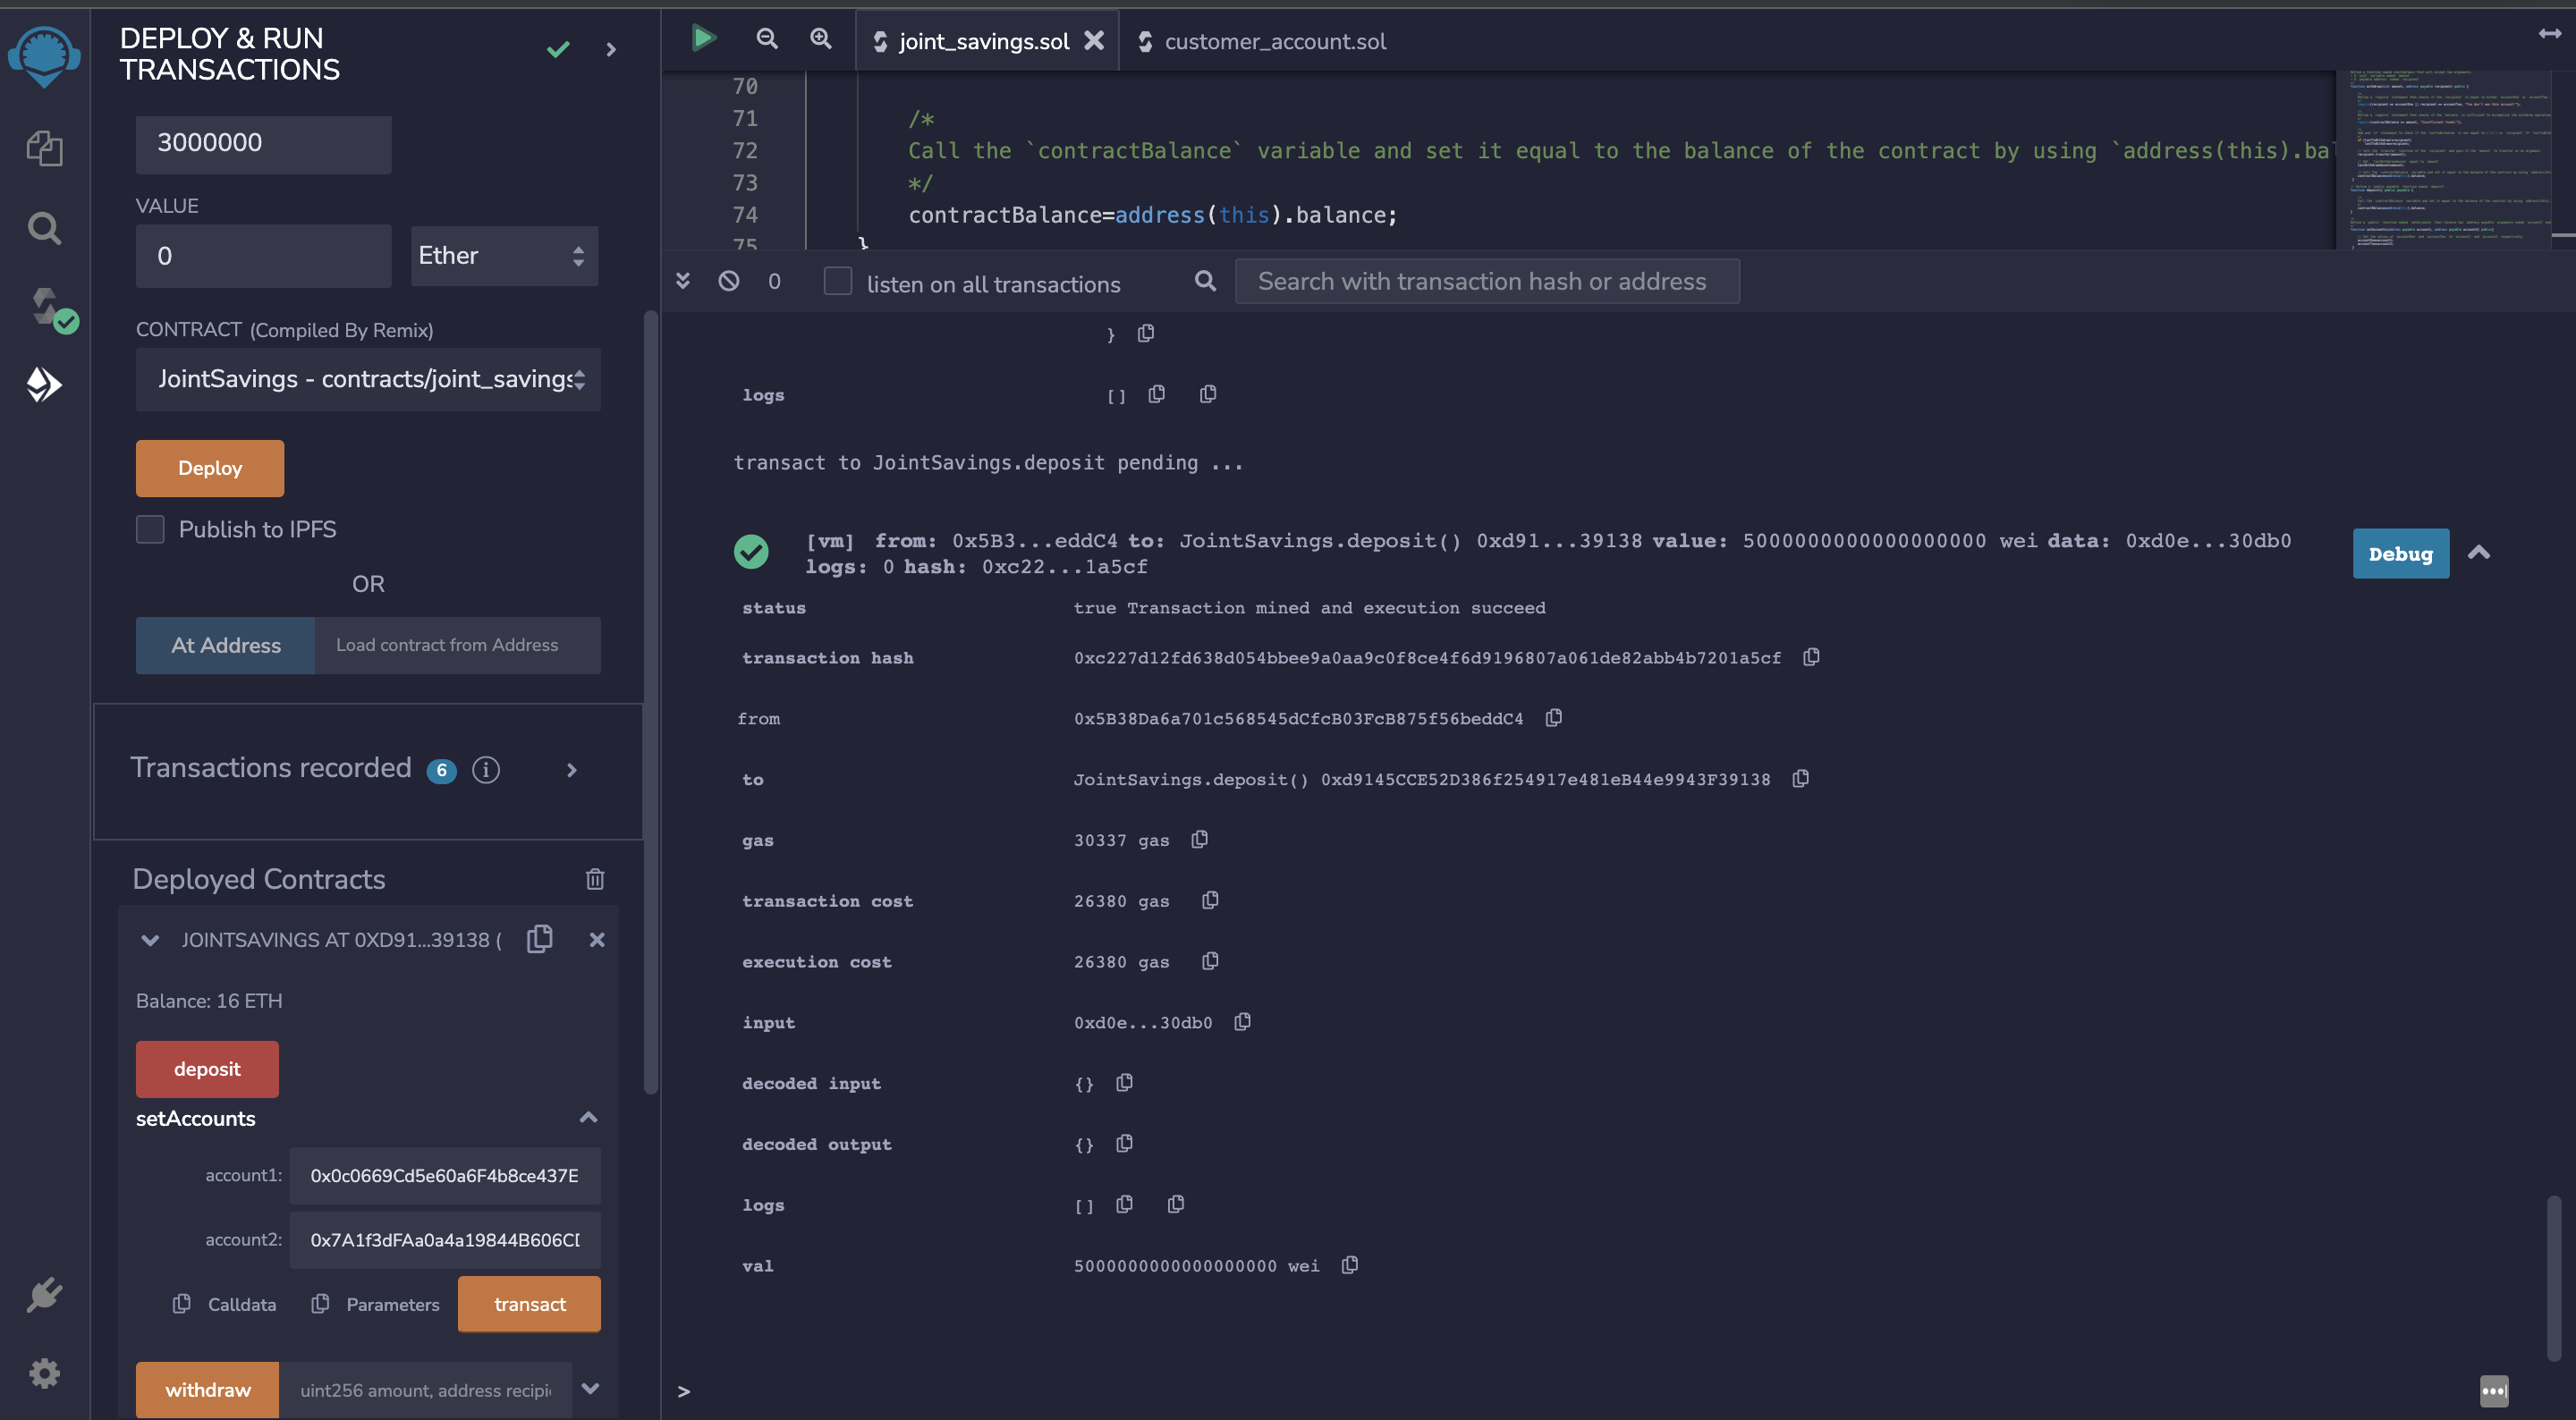 DEPLOY & RUN
TRANSACTIONS
3000000
VALUE
0
Ether
CONTRACT (Compiled By Remix)
JointSavings - contracts/joint_savings
Deploy
Publish to IPFS
OR
At Address
Load contract from Address
Transactions recorded 6 i
Deployed Contracts
JOINTSAVINGS AT 0XD91...39138 (
Balance: 16 ETH
deposit
setAccounts
account1: 0x0c0669Cd5e60a6F4b8ce437E
account2: 0x7A1f3dFAa0a4a19844B606CD
Calldata Parameters transact
withdraw uint256 amount, address recipi
joint_savings.sol
customer_account.sol
70
71 /*
72 Call the `contractBalance` variable and set it equal to the balance of the contract by using `address(this).bal
73 */
74 contractBalance=address(this).balance;
75 }
0 listen on all transactions Search with transaction hash or address
}
logs []
transact to JointSavings.deposit pending ...
[vm] from: 0x5B3...eddC4 to: JointSavings.deposit() 0xd91...39138 value: 5000000000000000000 wei data: 0xd0e...30db0
logs: 0 hash: 0xc22...1a5cf
Debug
status true Transaction mined and execution succeed
transaction hash 0xc227d12fd638d054bbee9a0aa9c0f8ce4f6d9196807a061de82abb4b7201a5cf
from 0x5B38Da6a701c568545dCfcB03FcB875f56beddC4
to JointSavings.deposit() 0xd9145CCE52D386f254917e481eB44e9943F39138
gas 30337 gas
transaction cost 26380 gas
execution cost 26380 gas
input 0xd0e...30db0
decoded input {}
decoded output {}
logs []
val 5000000000000000000 wei
>